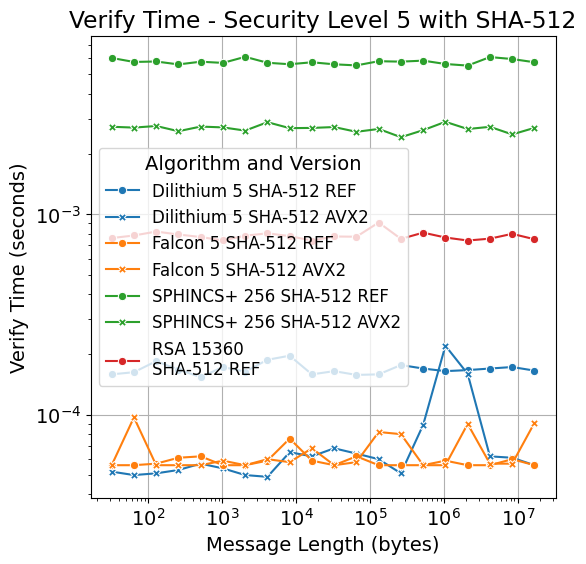 Verify Time - Security Level 5 with SHA-512
Verify Time (seconds)
10⁻³
10⁻⁴
Algorithm and Version
Dilithium 5 SHA-512 REF
Dilithium 5 SHA-512 AVX2
Falcon 5 SHA-512 REF
Falcon 5 SHA-512 AVX2
SPHINCS+ 256 SHA-512 REF
SPHINCS+ 256 SHA-512 AVX2
RSA 15360
SHA-512 REF
10² 10³ 10⁴ 10⁵ 10⁶ 10⁷
Message Length (bytes)